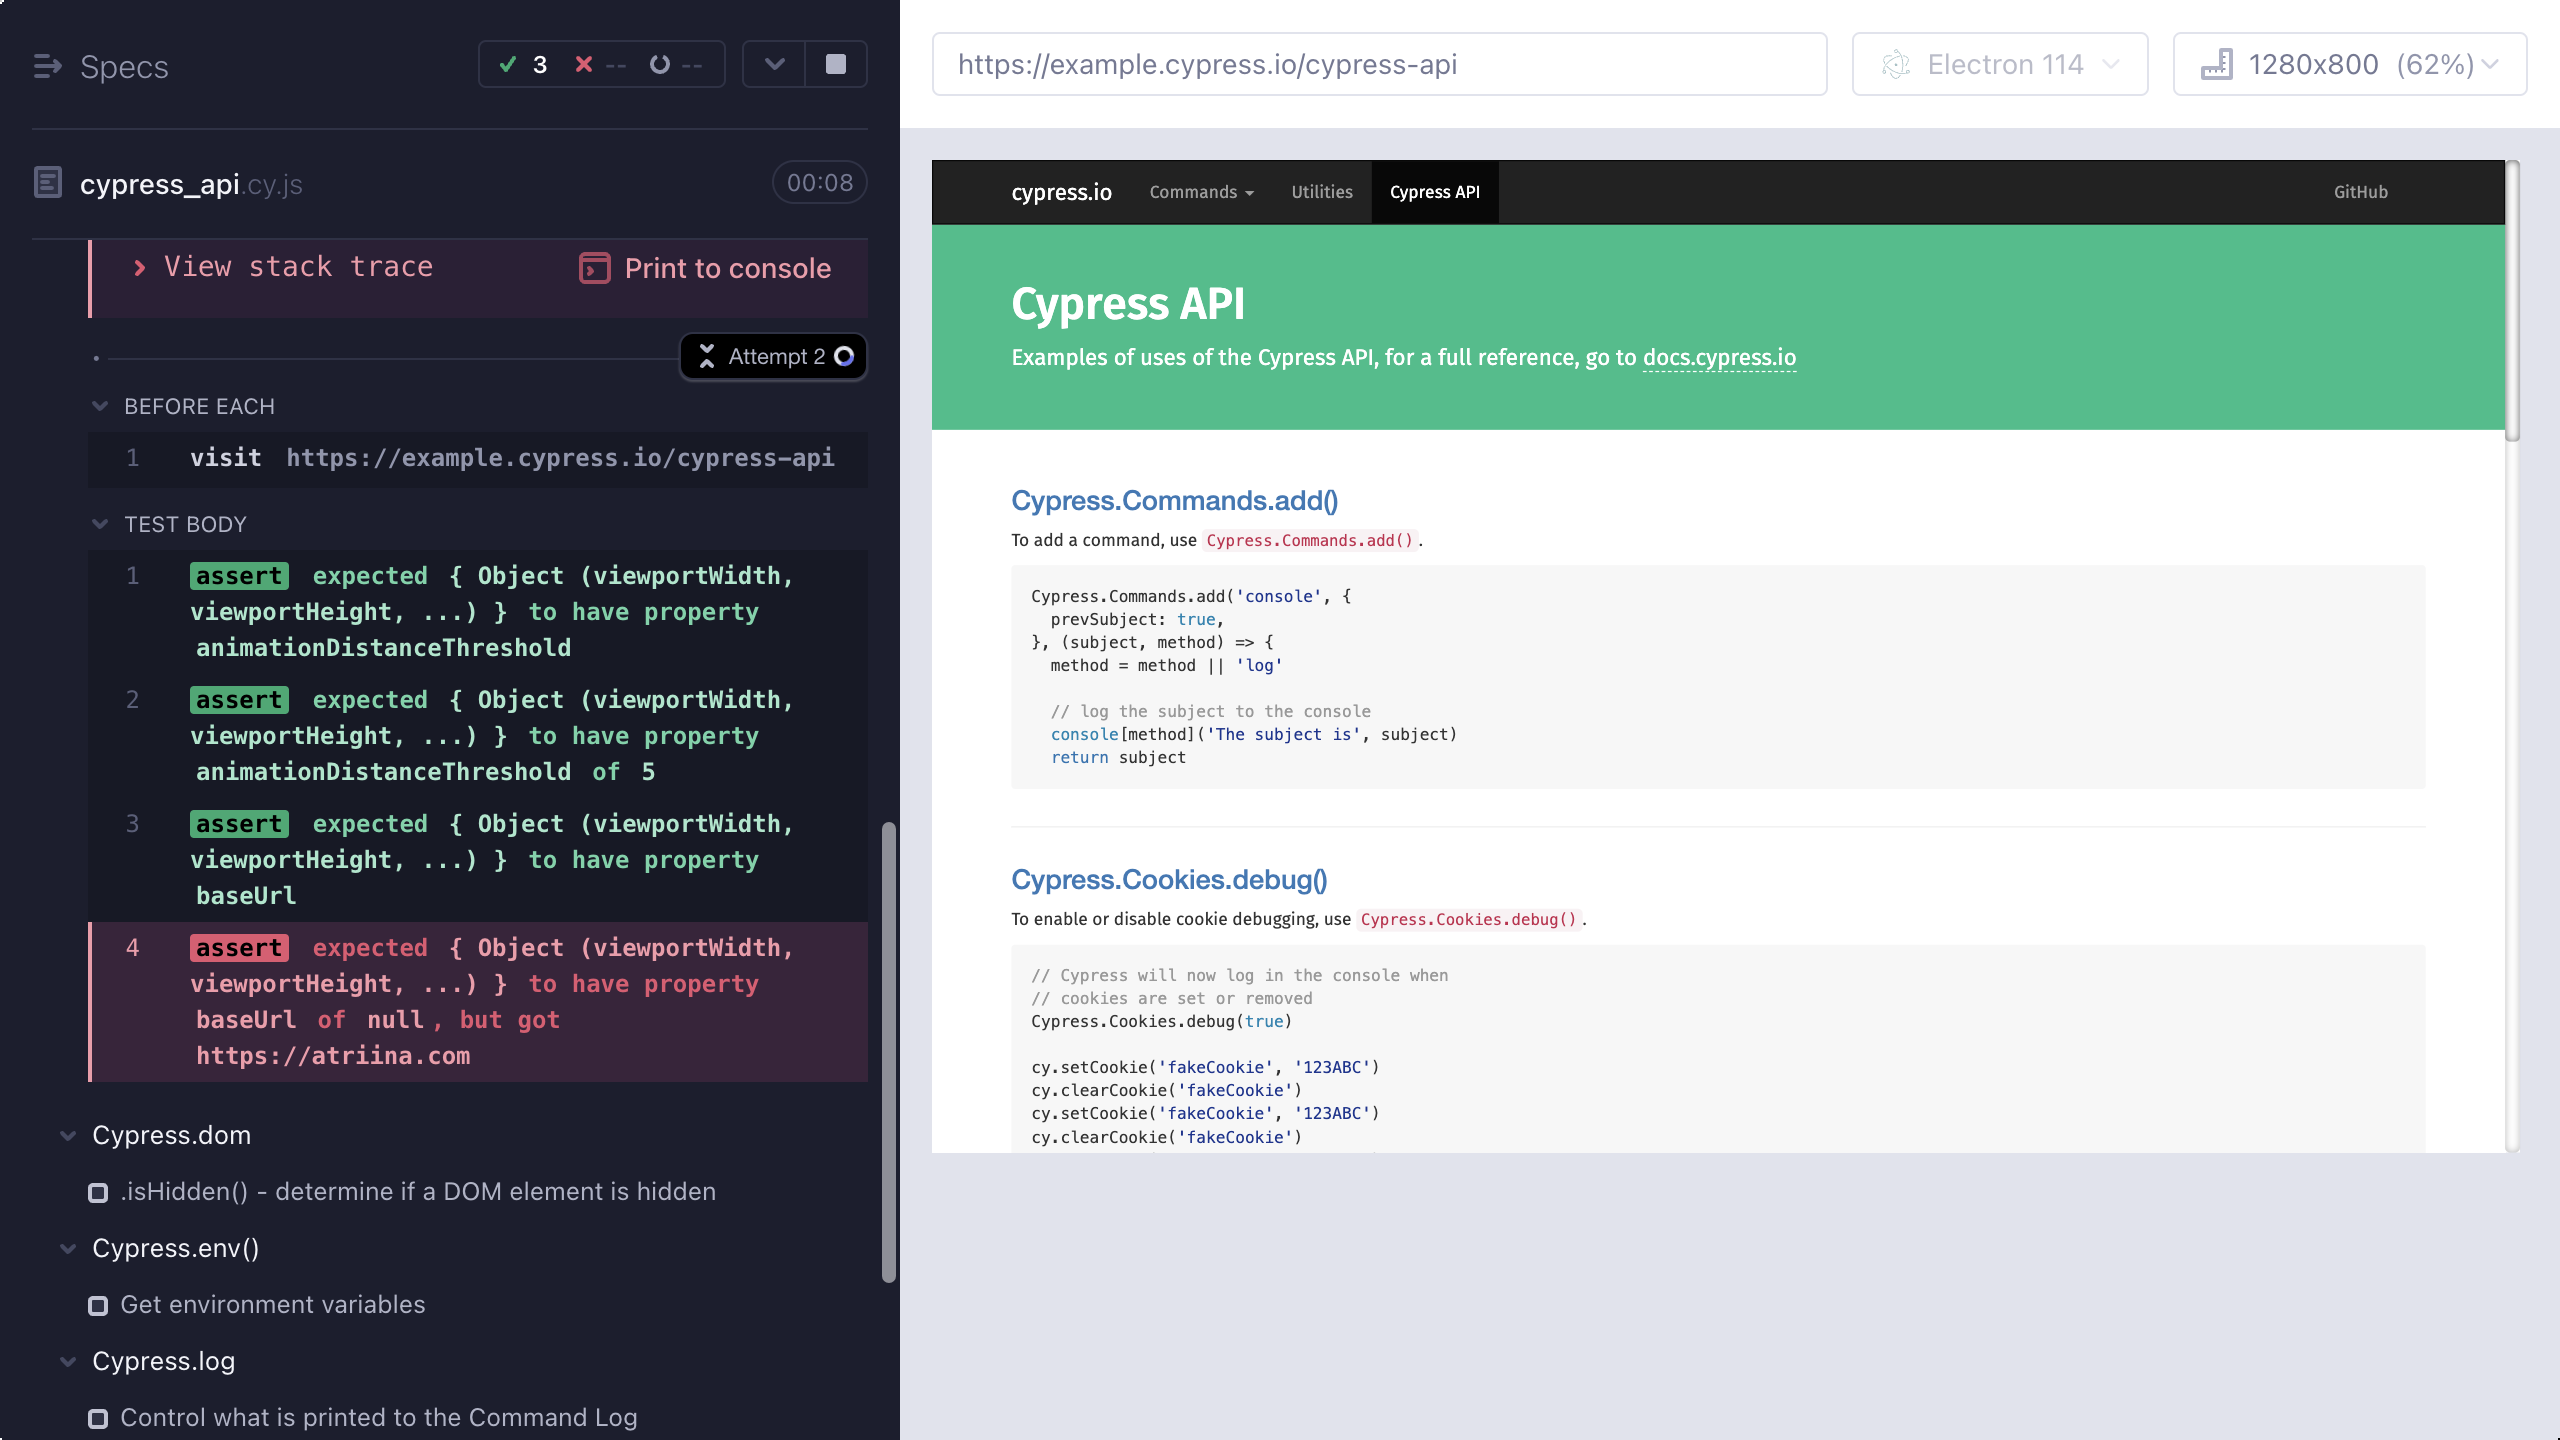 Specs
3 -- --
cypress_api.cy.js
00:08
View stack trace
Print to console
Attempt 2
BEFORE EACH
1 visit https://example.cypress.io/cypress-api
TEST BODY
1 assert expected { Object (viewportWidth,
viewportHeight, ...) } to have property
animationDistanceThreshold
2 assert expected { Object (viewportWidth,
viewportHeight, ...) } to have property
animationDistanceThreshold of 5
3 assert expected { Object (viewportWidth,
viewportHeight, ...) } to have property
baseUrl
4 assert expected { Object (viewportWidth,
viewportHeight, ...) } to have property
baseUrl of null, but got
https://atriina.com
Cypress.dom
.isHidden() - determine if a DOM element is hidden
Cypress.env()
Get environment variables
Cypress.log
Control what is printed to the Command Log
https://example.cypress.io/cypress-api
Electron 114
1280x800 (62%)
cypress.io Commands Utilities Cypress API GitHub
Cypress API
Examples of uses of the Cypress API, for a full reference, go to docs.cypress.io
Cypress.Commands.add()
To add a command, use Cypress.Commands.add().
Cypress.Commands.add('console', {
prevSubject: true,
}, (subject, method) => {
method = method || 'log'
// log the subject to the console
console[method]('The subject is', subject)
return subject
Cypress.Cookies.debug()
To enable or disable cookie debugging, use Cypress.Cookies.debug().
// Cypress will now log in the console when
// cookies are set or removed
Cypress.Cookies.debug(true)
cy.setCookie('fakeCookie', '123ABC')
cy.clearCookie('fakeCookie')
cy.setCookie('fakeCookie', '123ABC')
cy.clearCookie('fakeCookie')